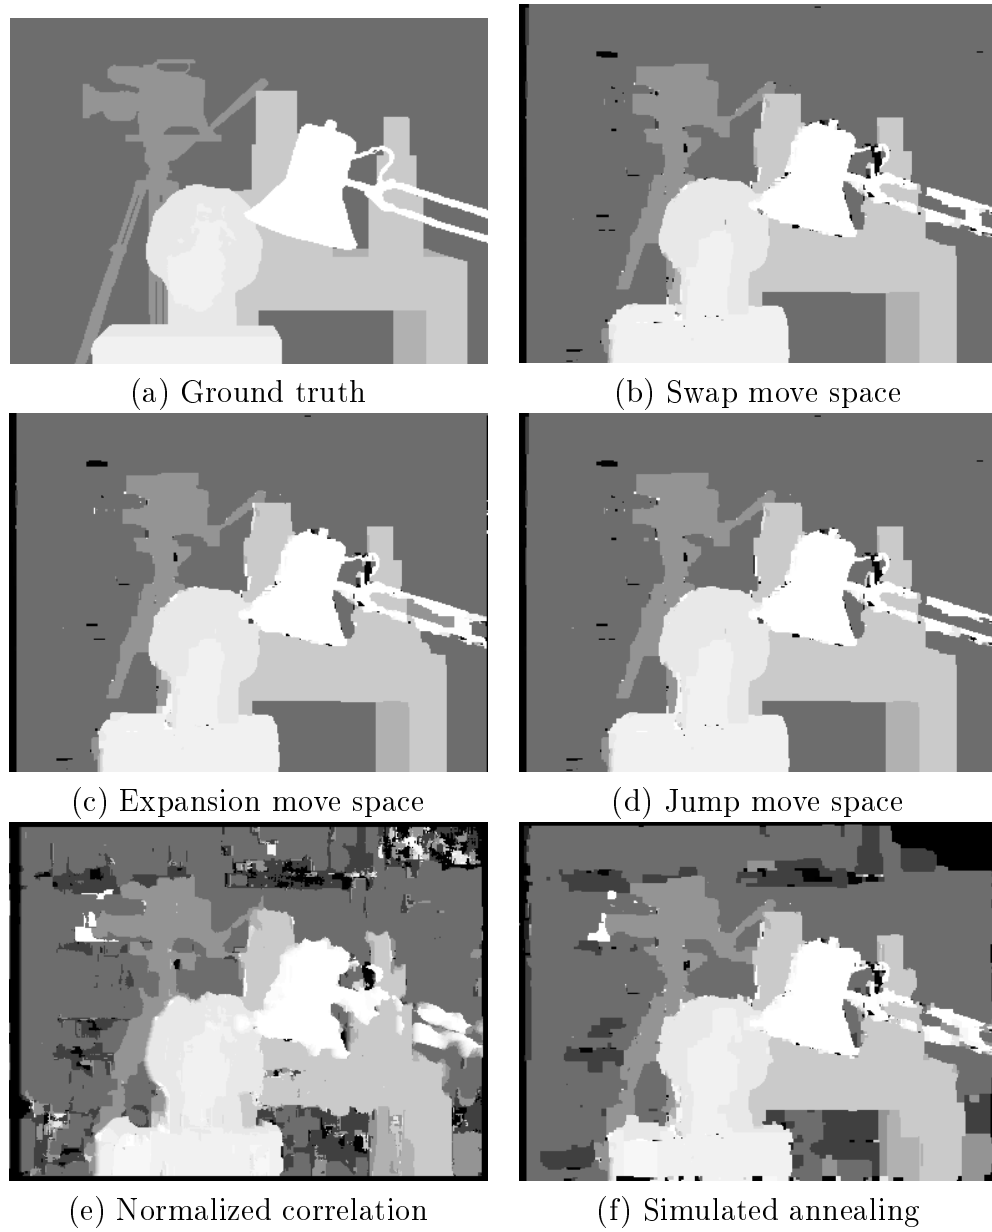 (a) Ground truth
(b) Swap move space
(c) Expansion move space
(d) Jump move space
(e) Normalized correlation
(f) Simulated annealing